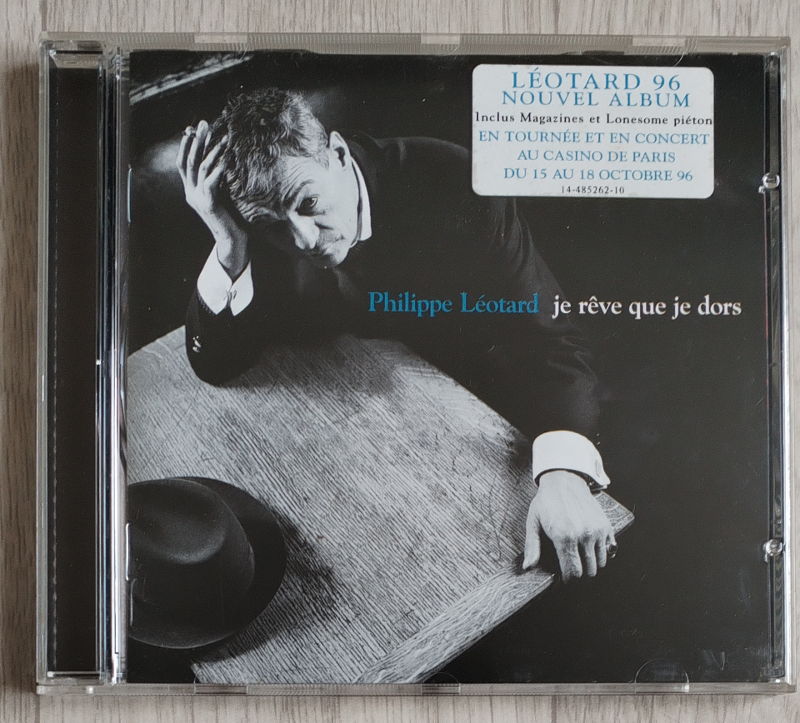 LÉOTARD 96
NOUVEL ALBUM
Inclus Magazines et Lonesome piéton
EN TOURNÉE ET EN CONCERT
AU CASINO DE PARIS
DU 15 AU 18 OCTOBRE 96
14-485262-10
Philippe Léotard je rêve que je dors